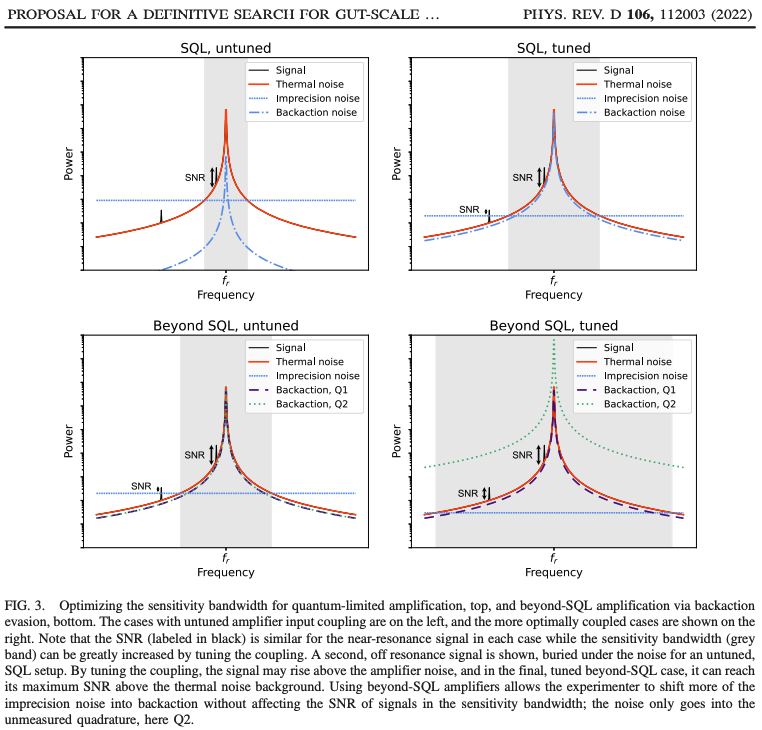 PROPOSAL FOR A DEFINITIVE SEARCH FOR GUT-SCALE …
PHYS. REV. D 106, 112003 (2022)
SQL, untuned
Signal
Thermal noise
Imprecision noise
Backaction noise
SNR
Power
f_r
Frequency
SQL, tuned
Signal
Thermal noise
Imprecision noise
Backaction noise
SNR
SNR
Power
f_r
Frequency
Beyond SQL, untuned
Signal
Thermal noise
Imprecision noise
Backaction, Q1
Backaction, Q2
SNR
SNR
Power
f_r
Frequency
Beyond SQL, tuned
Signal
Thermal noise
Imprecision noise
Backaction, Q1
Backaction, Q2
SNR
SNR
Power
f_r
Frequency
FIG. 3. Optimizing the sensitivity bandwidth for quantum-limited amplification, top, and beyond-SQL amplification via backaction
evasion, bottom. The cases with untuned amplifier input coupling are on the left, and the more optimally coupled cases are shown on the
right. Note that the SNR (labeled in black) is similar for the near-resonance signal in each case while the sensitivity bandwidth (grey
band) can be greatly increased by tuning the coupling. A second, off resonance signal is shown, buried under the noise for an untuned,
SQL setup. By tuning the coupling, the signal may rise above the amplifier noise, and in the final, tuned beyond-SQL case, it can reach
its maximum SNR above the thermal noise background. Using beyond-SQL amplifiers allows the experimenter to shift more of the
imprecision noise into backaction without affecting the SNR of signals in the sensitivity bandwidth; the noise only goes into the
unmeasured quadrature, here Q2.